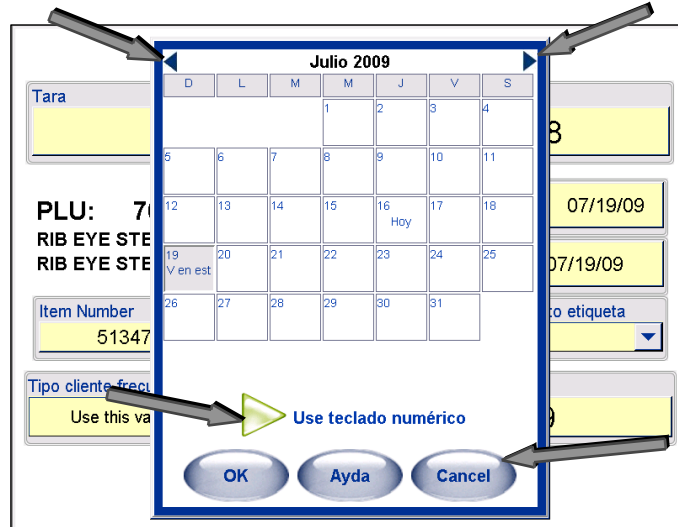 Julio 2009
D L M M J V S
1 2 3 4
5 6 7 8 9 10 11
12 13 14 15 16 17 18
Hoy
19 20 21 22 23 24 25
V en est
26 27 28 29 30 31
Use teclado numérico
OK Ayda Cancel
Tara
8
PLU: 7
RIB EYE STE
RIB EYE STE
07/19/09
07/19/09
Item Number
51347
etiqueta
Tipo cliente
Use this va